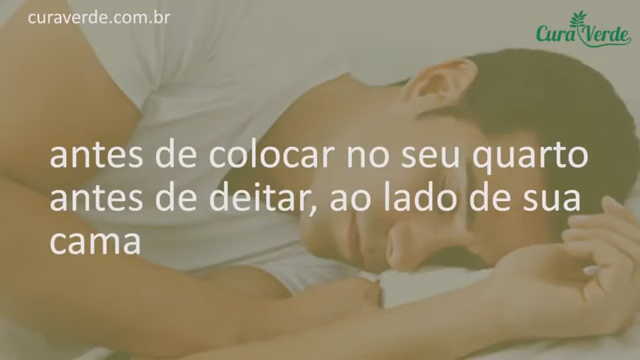 curaverde.com.br
Cura Verde
antes de colocar no seu quarto
antes de deitar, ao lado de sua
cama